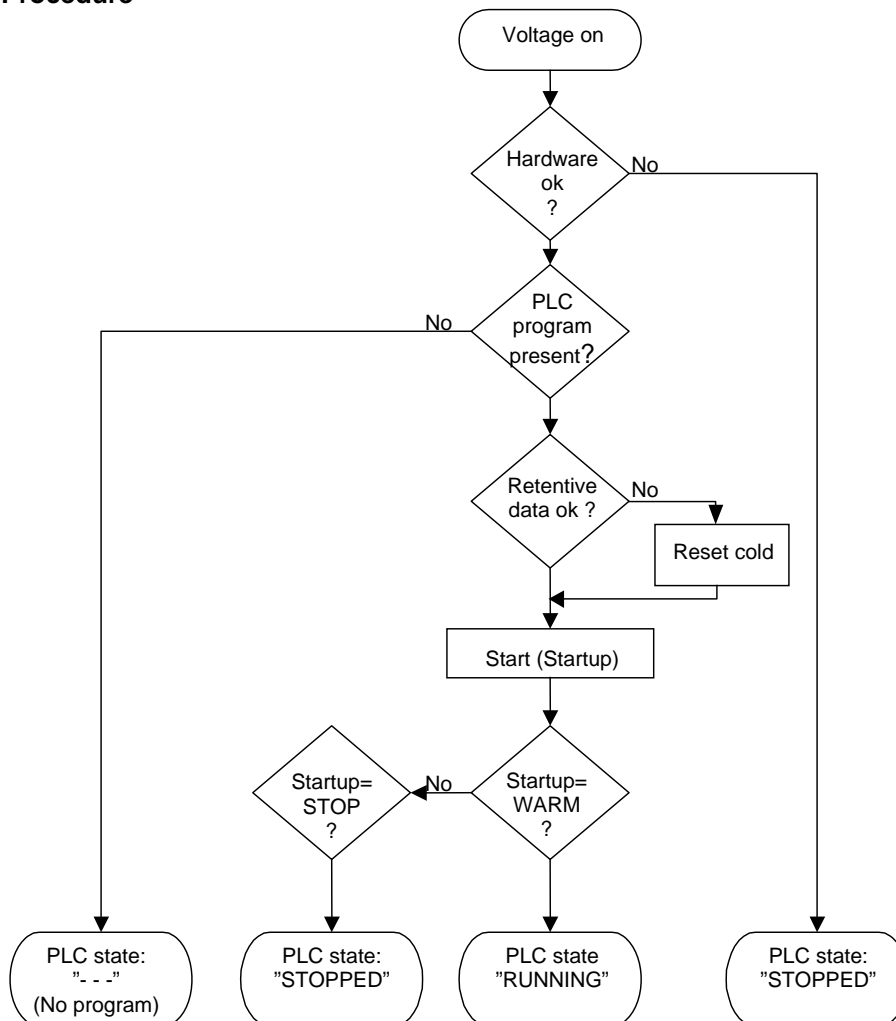 Procedure
Voltage on
Hardware
ok
?
No
PLC
program
present?
No
Retentive
data ok ?
No
Reset cold
Start (Startup)
Startup=
STOP
?
No
Startup=
WARM
?
PLC state:
"- - -"
(No program)
PLC state:
"STOPPED"
PLC state
"RUNNING"
PLC state:
"STOPPED"